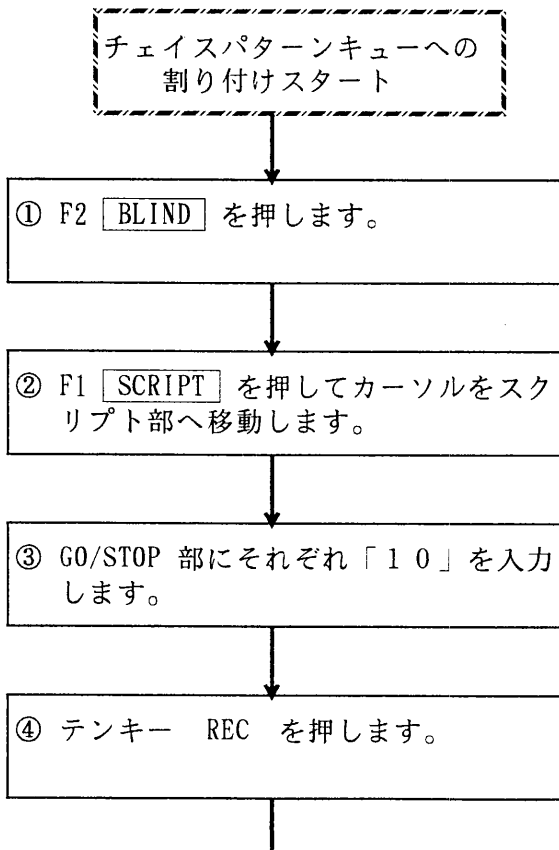 チェイスパターンキューへの
割り付けスタート
① F2 BLIND を押します。
② F1 SCRIPT を押してカーソルをスク
リプト部へ移動します。
③ GO/STOP 部にそれぞれ「１０」を入力
します。
④ テンキー REC を押します。